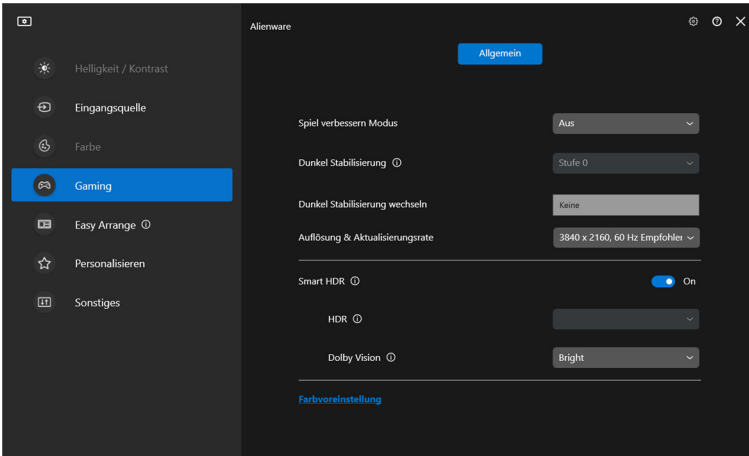 Alienware
Allgemein
Helligkeit / Kontrast
Eingangsquelle
Farbe
Gaming
Easy Arrange
Personalisieren
Sonstiges
Spiel verbessern Modus Aus
Dunkel Stabilisierung Stufe 0
Dunkel Stabilisierung wechseln Keine
Auflösung & Aktualisierungsrate 3840 x 2160, 60 Hz Empfohler
Smart HDR On
HDR
Dolby Vision Bright
Farbvoreinstellung